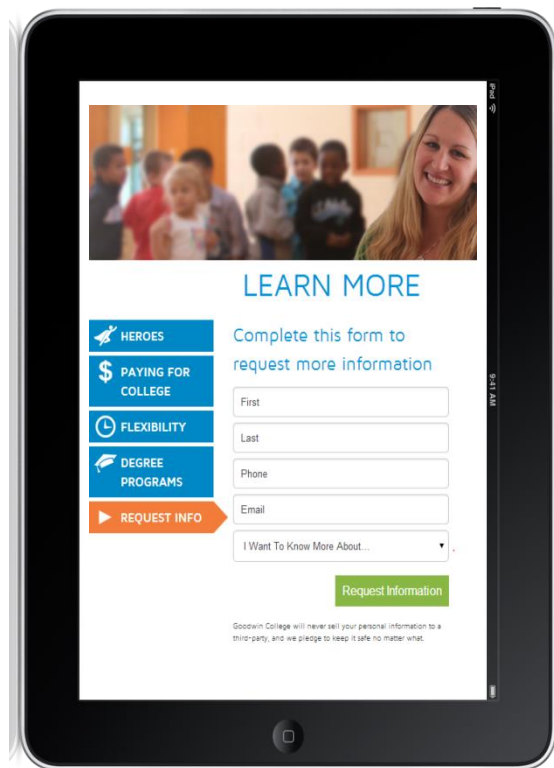 iPad
9:41 AM
LEARN MORE
HEROES
$ PAYING FOR
COLLEGE
FLEXIBILITY
DEGREE
PROGRAMS
REQUEST INFO
Complete this form to
request more information
First
Last
Phone
Email
I Want To Know More About...
Request Information
Goodwin College will never sell your personal information to a
third-party, and we pledge to keep it safe no matter what.